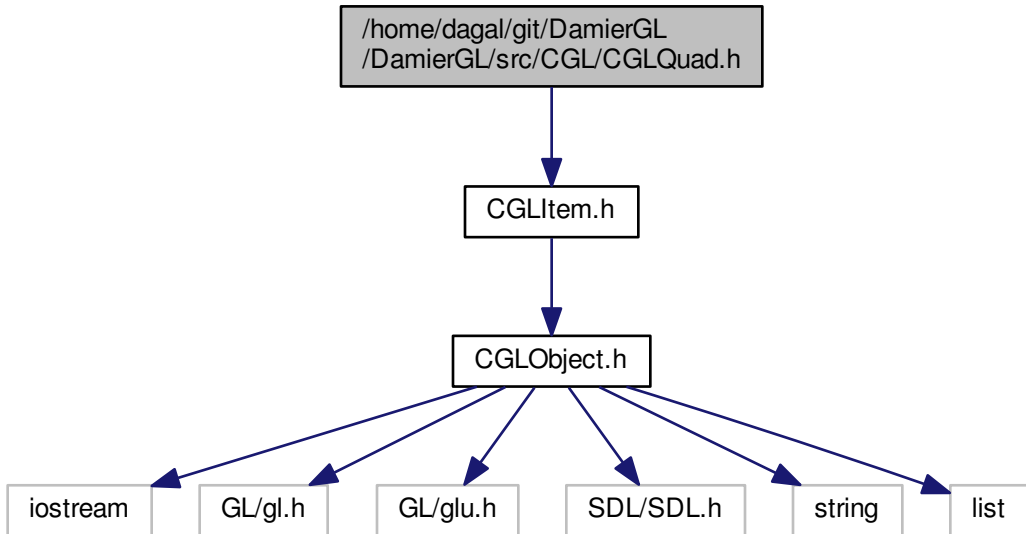 /home/dagal/git/DamierGL
/DamierGL/src/CGL/CGLQuad.h
CGLItem.h
CGLObject.h
iostream
GL/gl.h
GL/glu.h
SDL/SDL.h
string
list